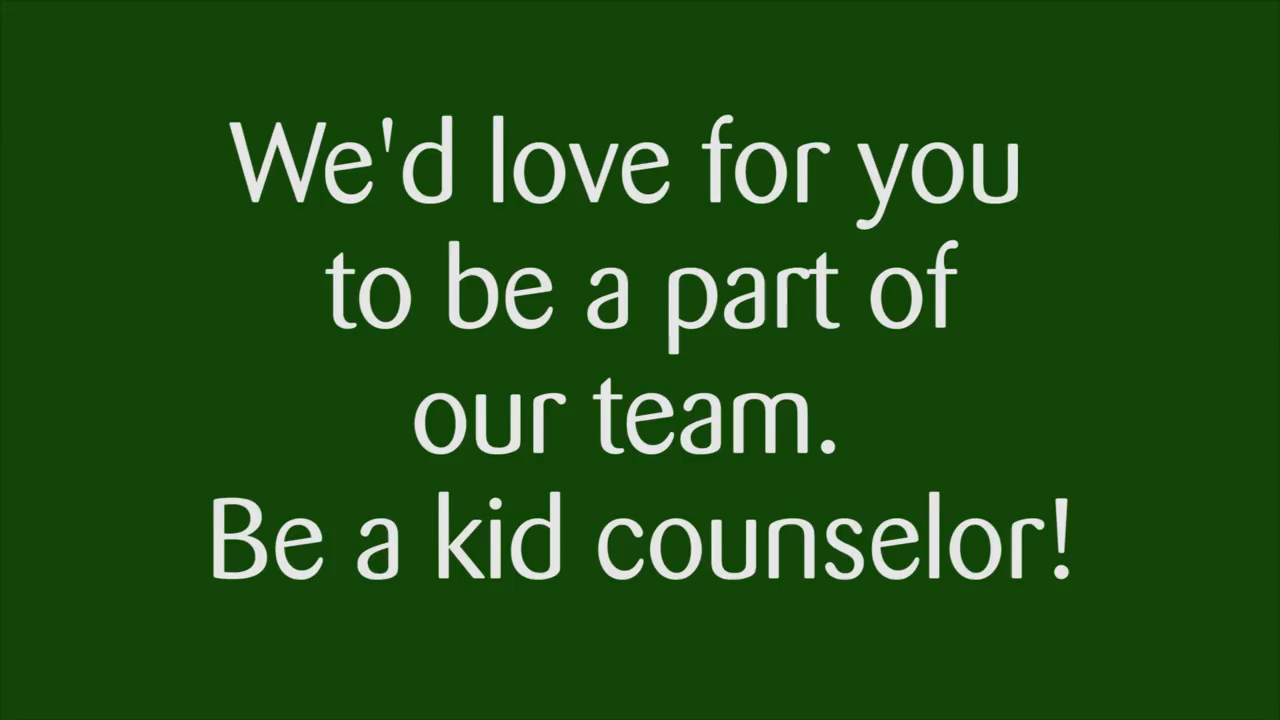 We'd love for you
to be a part of
our team.
Be a kid counselor!